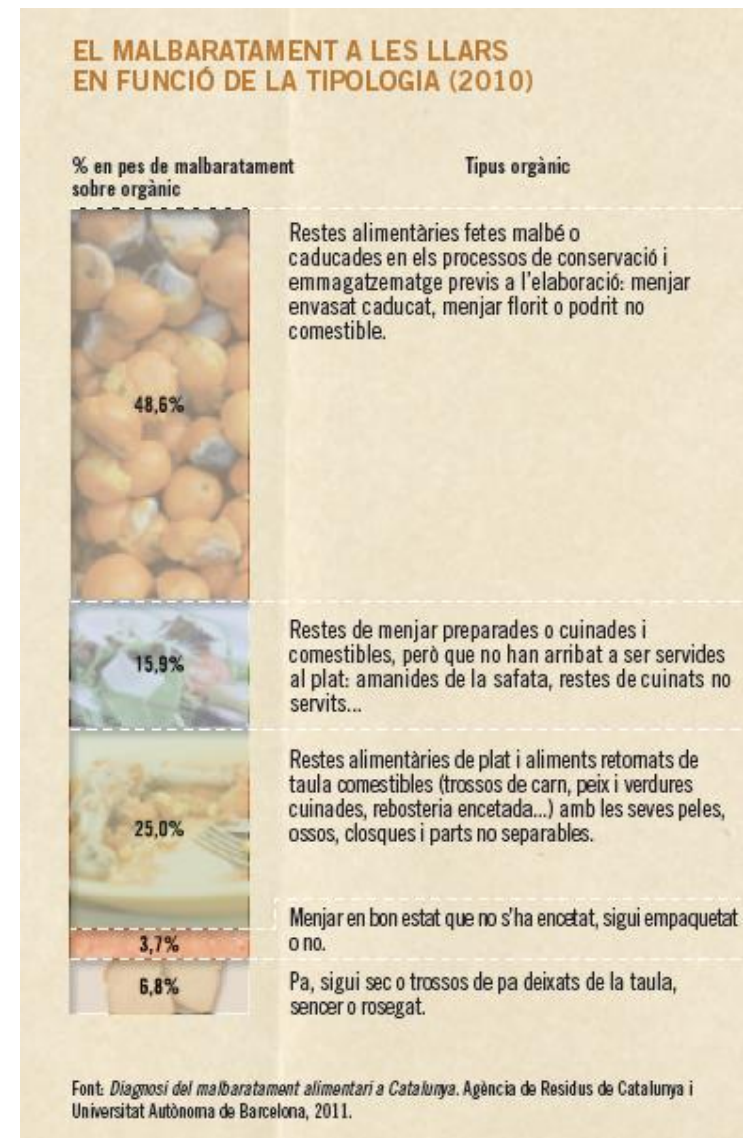 EL MALBARATAMENT A LES LLARS
EN FUNCIÓ DE LA TIPOLOGIA (2010)
% en pes de malbaratament
sobre orgànic
Tipus orgànic
48,6%
Restes alimentàries fetes malbé o
caducades en els processos de conservació i
emmagatzematge previs a l'elaboració: menjar
envasat caducat, menjar florit o podrit no
comestible.
15,9%
Restes de menjar preparades o cuinades i
comestibles, però que no han arribat a ser servides
al plat: amanides de la safata, restes de cuinats no
servits...
25,0%
Restes alimentàries de plat i aliments retornats de
taula comestibles (trossos de carn, peix i verdures
cuinades, rebosteria encetada...) amb les seves peles,
ossos, closques i parts no separables.
3,7%
Menjar en bon estat que no s'ha encetat, sigui empaquetat
o no.
6,8%
Pa, sigui sec o trossos de pa deixats de la taula,
sencer o rosegat.
Font: Diagnosi del malbaratament alimentari a Catalunya. Agència de Residus de Catalunya i
Universitat Autònoma de Barcelona, 2011.